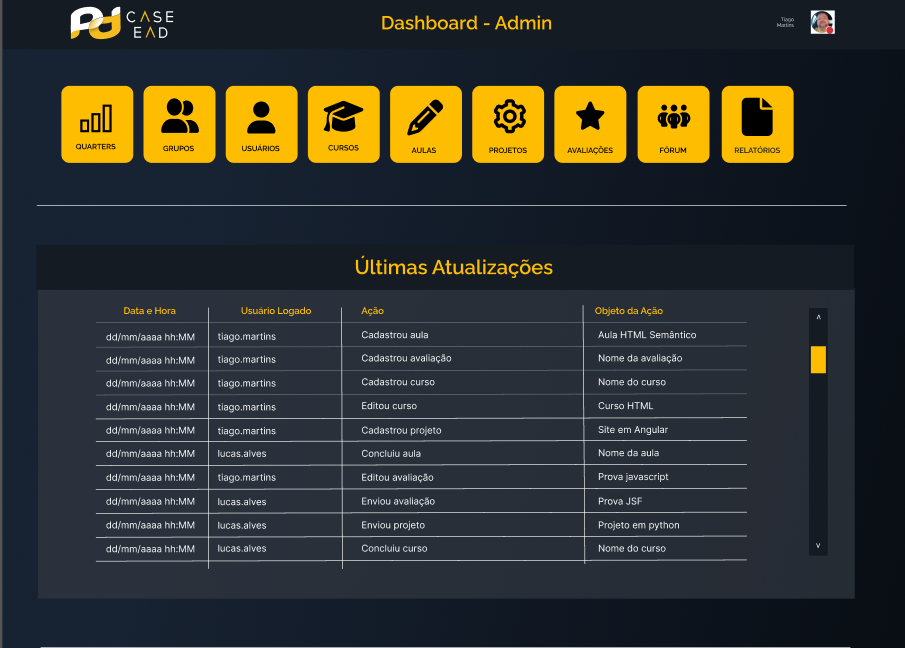 Pd CASE
EAD
Dashboard - Admin
Tiago
Martins
QUARTERS
GRUPOS
USUÁRIOS
CURSOS
AULAS
PROJETOS
AVALIAÇÕES
FÓRUM
RELATÓRIOS
Últimas Atualizações
Data e Hora Usuário Logado Ação Objeto da Ação
dd/mm/aaaa hh:MM tiago.martins Cadastrou aula Aula HTML Semântico
dd/mm/aaaa hh:MM tiago.martins Cadastrou avaliação Nome da avaliação
dd/mm/aaaa hh:MM tiago.martins Cadastrou curso Nome do curso
dd/mm/aaaa hh:MM tiago.martins Editou curso Curso HTML
dd/mm/aaaa hh:MM tiago.martins Cadastrou projeto Site em Angular
dd/mm/aaaa hh:MM lucas.alves Concluiu aula Nome da aula
dd/mm/aaaa hh:MM tiago.martins Editou avaliação Prova javascript
dd/mm/aaaa hh:MM lucas.alves Enviou avaliação Prova JSF
dd/mm/aaaa hh:MM lucas.alves Enviou projeto Projeto em python
dd/mm/aaaa hh:MM lucas.alves Concluiu curso Nome do curso